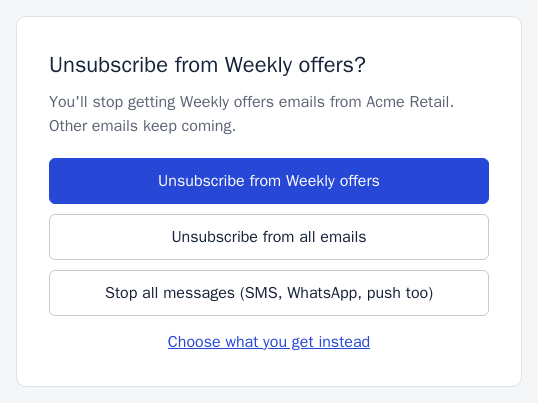 Unsubscribe from Weekly offers?
You'll stop getting Weekly offers emails from Acme Retail.
Other emails keep coming.
Unsubscribe from Weekly offers
Unsubscribe from all emails
Stop all messages (SMS, WhatsApp, push too)
Choose what you get instead